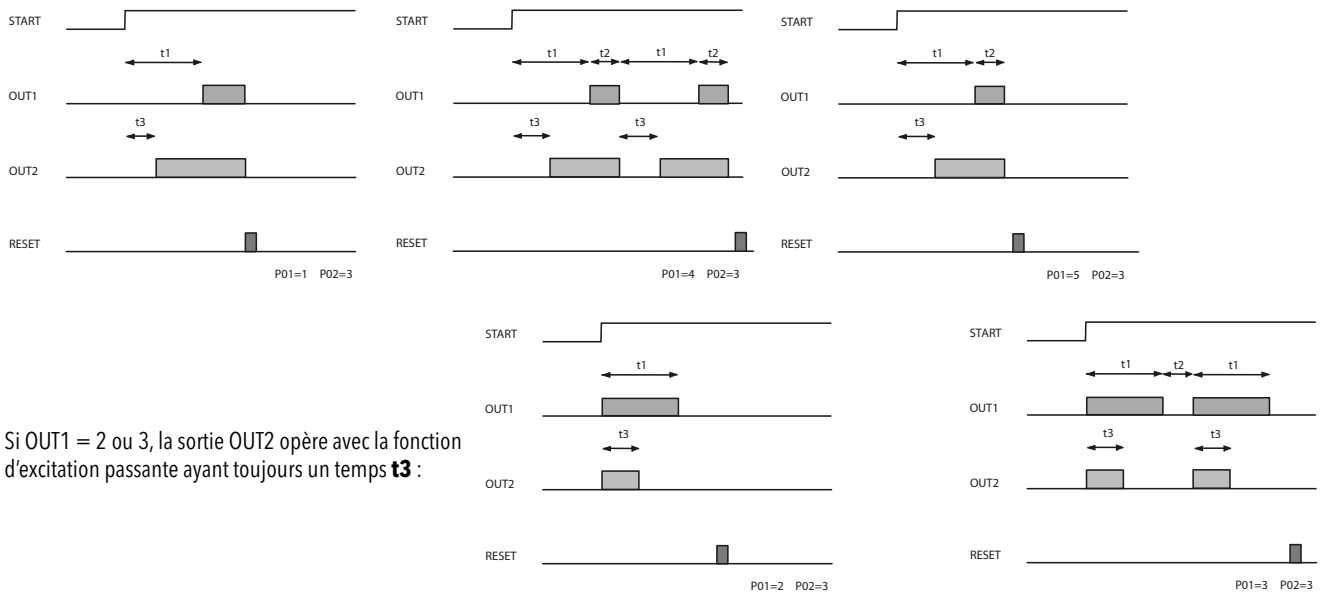 START
t1
OUT1
t3
OUT2
RESET
P01=1 P02=3
START
t1 t2 t1 t2
OUT1
t3 t3
OUT2
RESET
P01=4 P02=3
START
t1 t2
OUT1
t3
OUT2
RESET
P01=5 P02=3
Si OUT1 = 2 ou 3, la sortie OUT2 opère avec la fonction
d'excitation passante ayant toujours un temps t3 :
START
t1
OUT1
t3
OUT2
RESET
P01=2 P02=3
START
t1 t2 t1
OUT1
t3 t3
OUT2
RESET
P01=3 P02=3